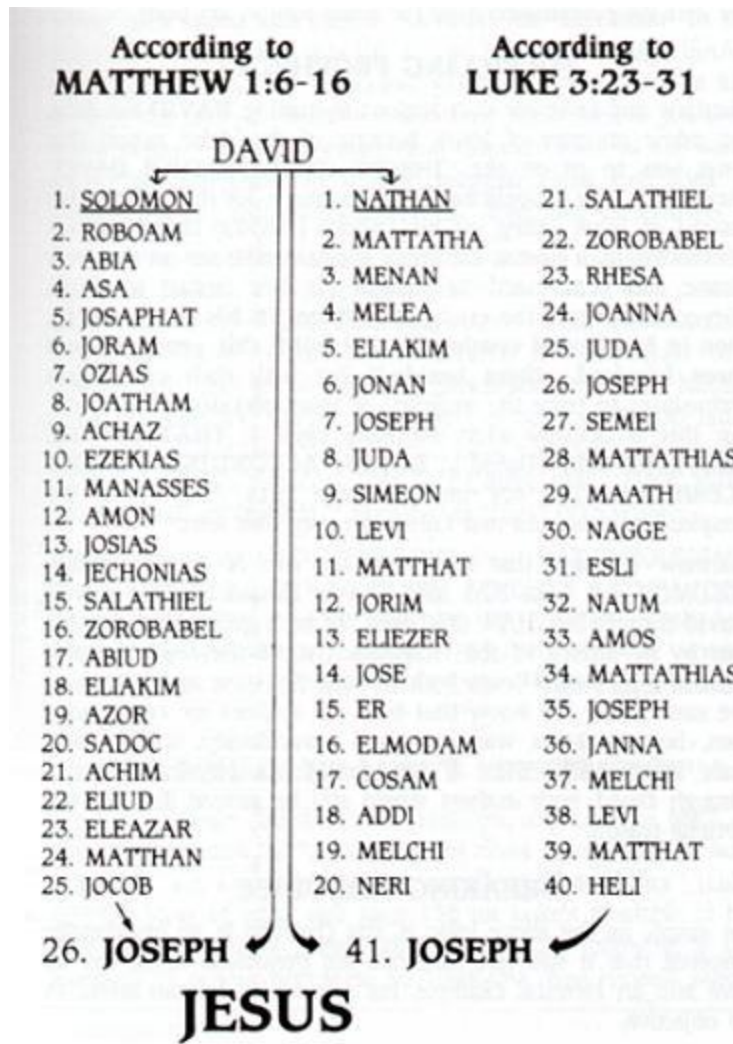 According to
MATTHEW 1:6-16
According to
LUKE 3:23-31
DAVID
1. SOLOMON
2. ROBOAM
3. ABIA
4. ASA
5. JOSAPHAT
6. JORAM
7. OZIAS
8. JOATHAM
9. ACHAZ
10. EZEKIAS
11. MANASSES
12. AMON
13. JOSIAS
14. JECHONIAS
15. SALATHIEL
16. ZOROBABEL
17. ABIUD
18. ELIAKIM
19. AZOR
20. SADOC
21. ACHIM
22. ELIUD
23. ELEAZAR
24. MATTHAN
25. JOCOB
26. JOSEPH
1. NATHAN
2. MATTATHA
3. MENAN
4. MELEA
5. ELIAKIM
6. JONAN
7. JOSEPH
8. JUDA
9. SIMEON
10. LEVI
11. MATTHAT
12. JORIM
13. ELIEZER
14. JOSE
15. ER
16. ELMODAM
17. COSAM
18. ADDI
19. MELCHI
20. NERI
21. SALATHIEL
22. ZOROBABEL
23. RHESA
24. JOANNA
25. JUDA
26. JOSEPH
27. SEMEI
28. MATTATHIAS
29. MAATH
30. NAGGE
31. ESLI
32. NAUM
33. AMOS
34. MATTATHIAS
35. JOSEPH
36. JANNA
37. MELCHI
38. LEVI
39. MATTHAT
40. HELI
41. JOSEPH
JESUS